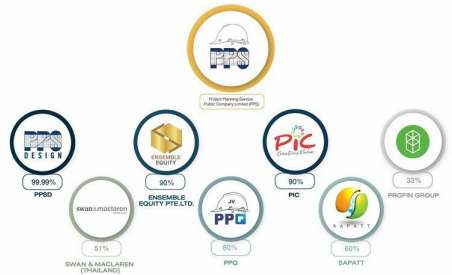 PPS
Project Planning Service
Public Company Limited (PPS)
PPS
DESIGN
99.99%
PPSD
ENSEMBLE
EQUITY
90%
ENSEMBLE
EQUITY PTE.LTD.
PiC
Creating Value
90%
PIC
33%
PROFIN GROUP
swan&maclaren
51%
SWAN & MACLAREN
(THAILAND)
JV
PPQ
80%
PPQ
SAPATT
60%
SAPATT